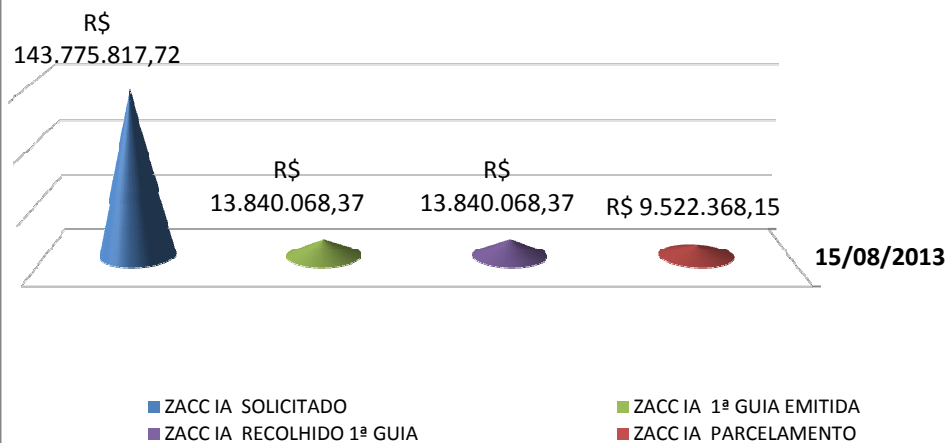 R$
143.775.817,72
R$
13.840.068,37
R$
13.840.068,37
R$ 9.522.368,15
15/08/2013
ZACC IA SOLICITADO
ZACC IA 1ª GUIA EMITIDA
ZACC IA RECOLHIDO 1ª GUIA
ZACC IA PARCELAMENTO